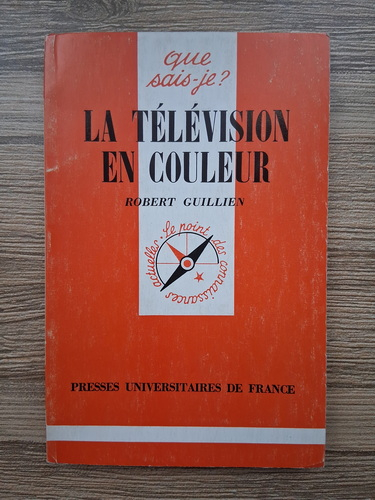 que
sais-je?
LA TÉLÉVISION
EN COULEUR
ROBERT GUILLIEN
Le point des connaissances actuelles
PRESSES UNIVERSITAIRES DE FRANCE